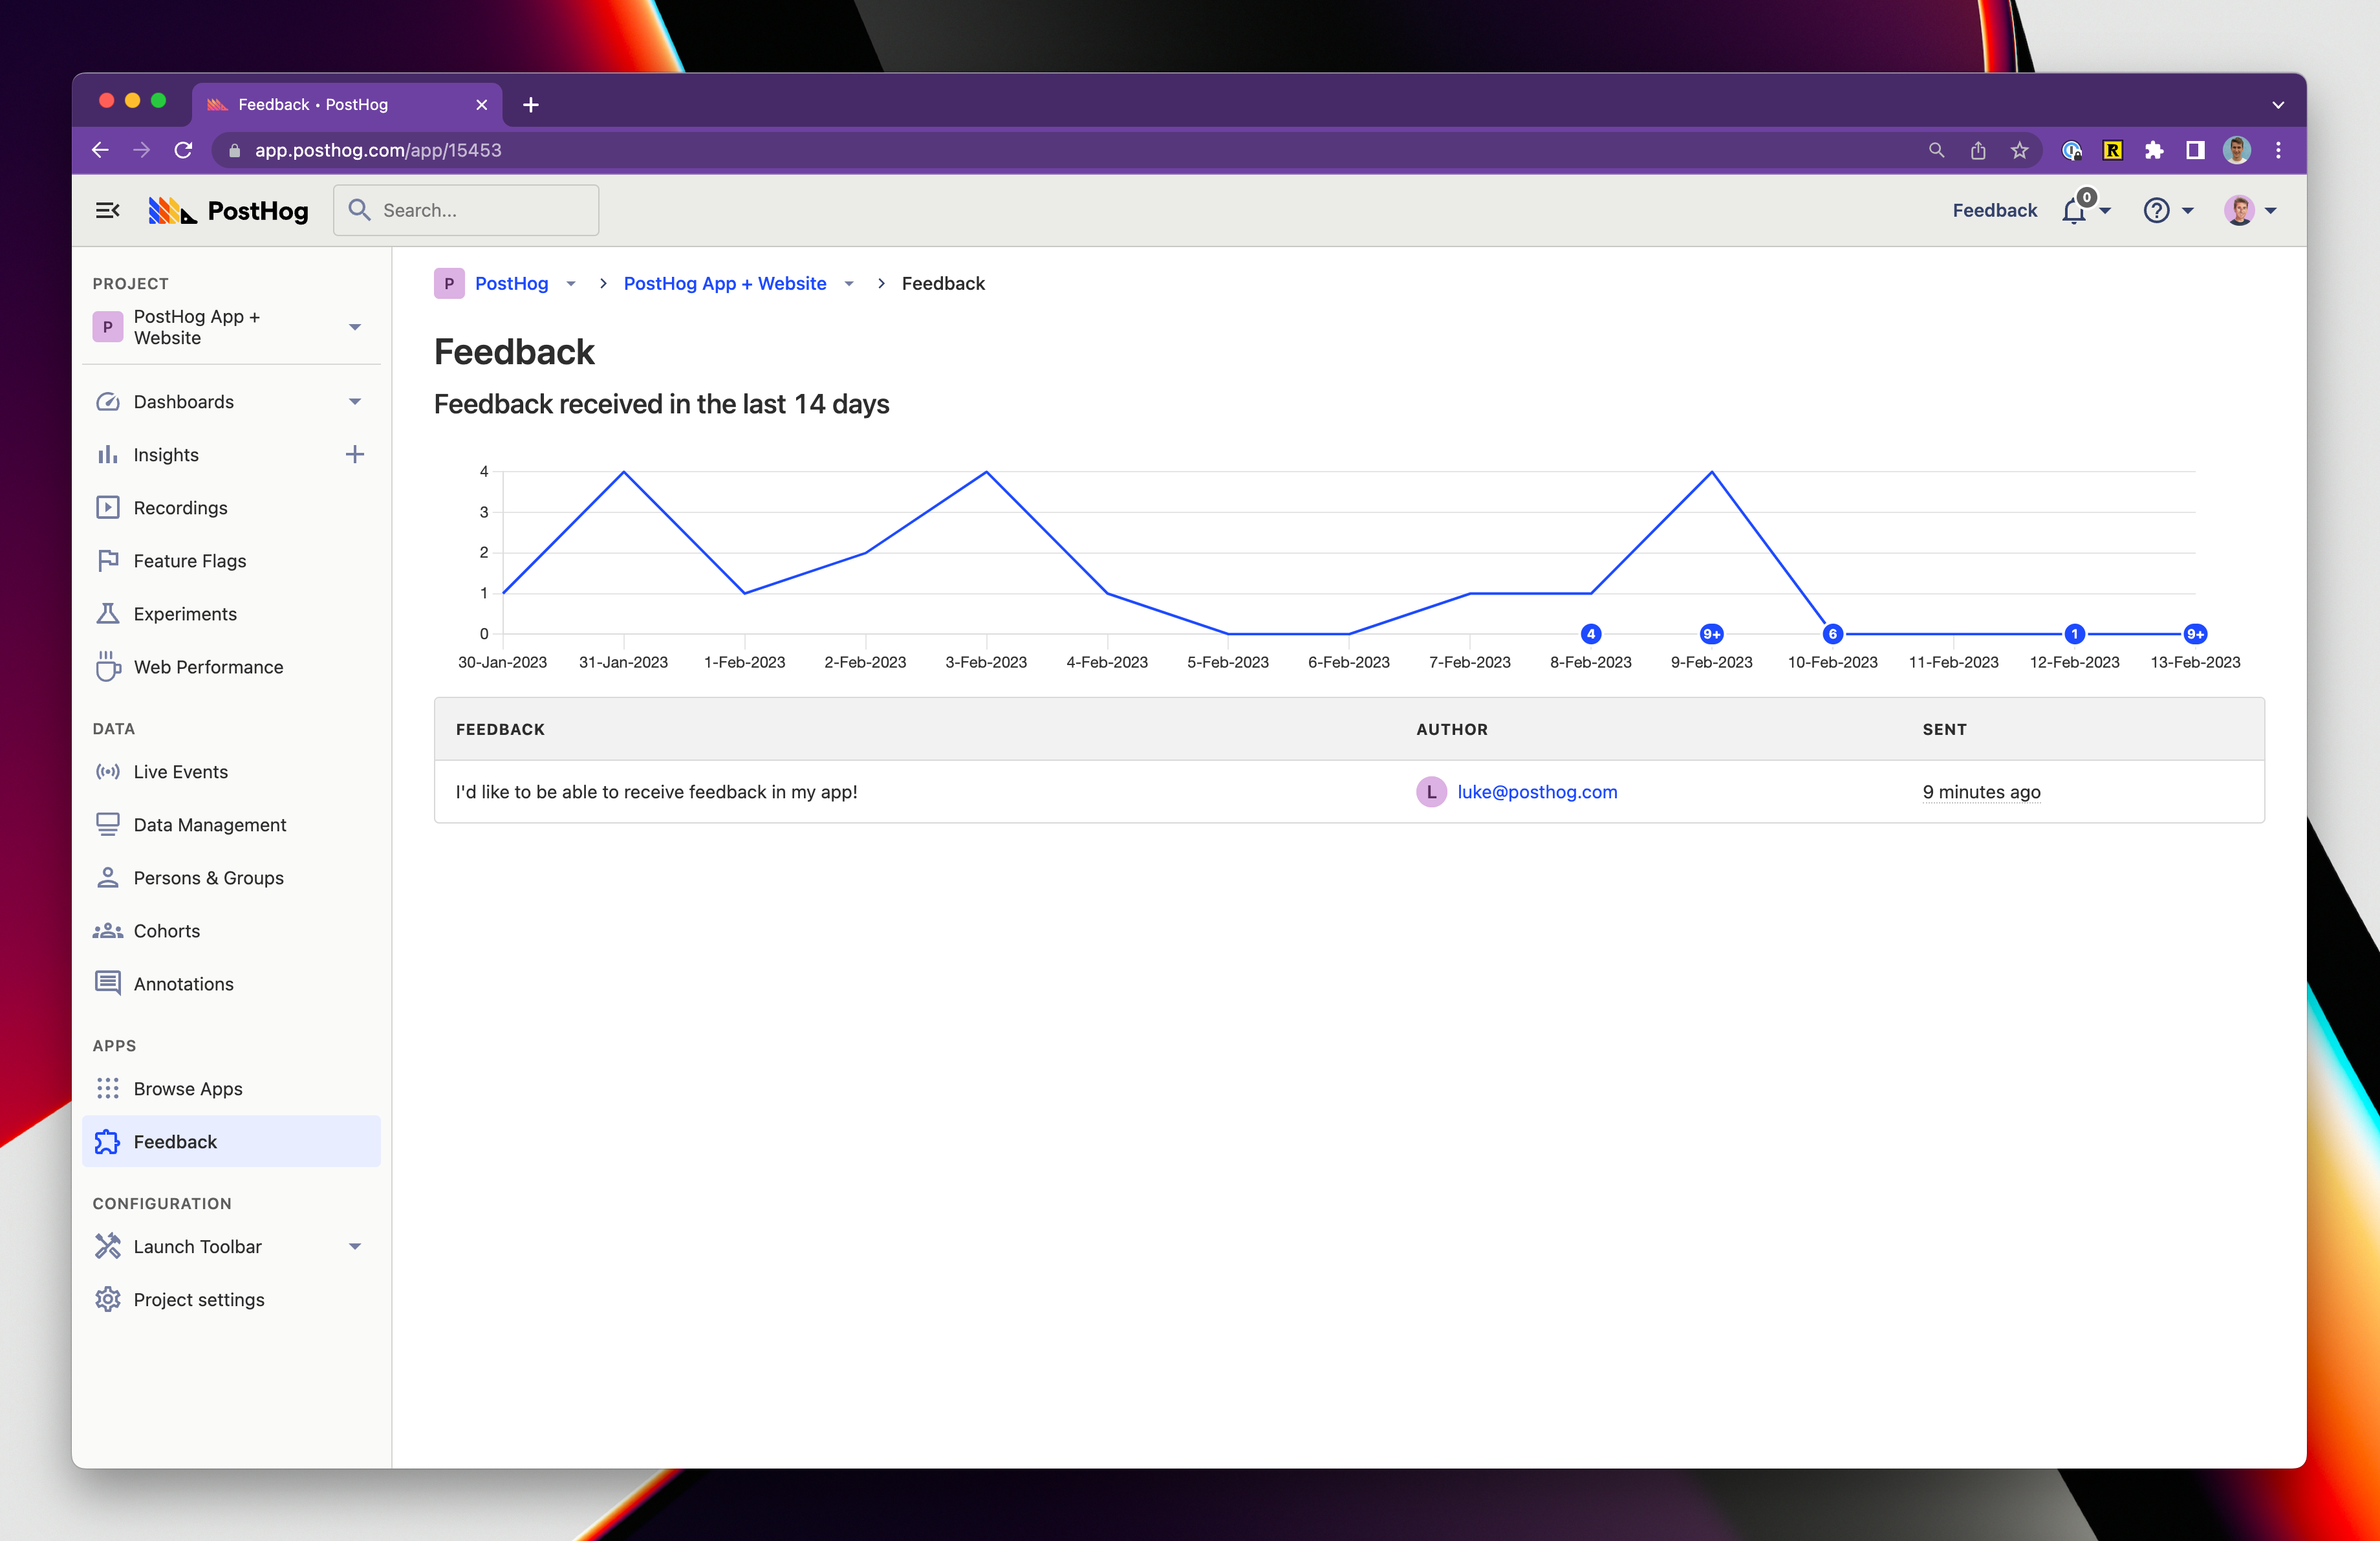 Feedback • PostHog
app.posthog.com/app/15453
PostHog
Search...
Feedback
0
PROJECT
P
PostHog App +
Website
Dashboards
Insights
Recordings
Feature Flags
Experiments
Web Performance
DATA
Live Events
Data Management
Persons & Groups
Cohorts
Annotations
APPS
Browse Apps
Feedback
CONFIGURATION
Launch Toolbar
Project settings
P PostHog > PostHog App + Website > Feedback
Feedback
Feedback received in the last 14 days
4
3
2
1
0
4 9+ 6 1 9+
30-Jan-2023 31-Jan-2023 1-Feb-2023 2-Feb-2023 3-Feb-2023 4-Feb-2023 5-Feb-2023 6-Feb-2023 7-Feb-2023 8-Feb-2023 9-Feb-2023 10-Feb-2023 11-Feb-2023 12-Feb-2023 13-Feb-2023
FEEDBACK AUTHOR SENT
I'd like to be able to receive feedback in my app! L luke@posthog.com 9 minutes ago